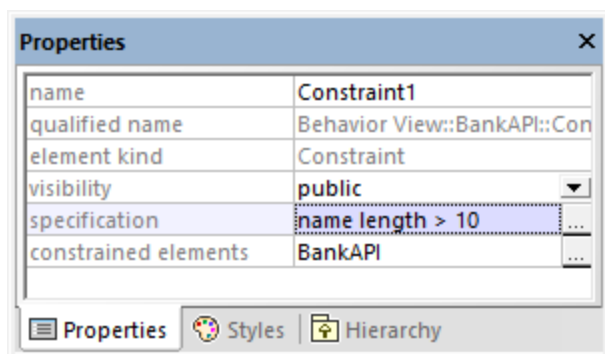 Properties
name Constraint1
qualified name Behavior View::BankAPI::Con
element kind Constraint
visibility public
specification name length > 10 ...
constrained elements BankAPI ...
Properties Styles Hierarchy